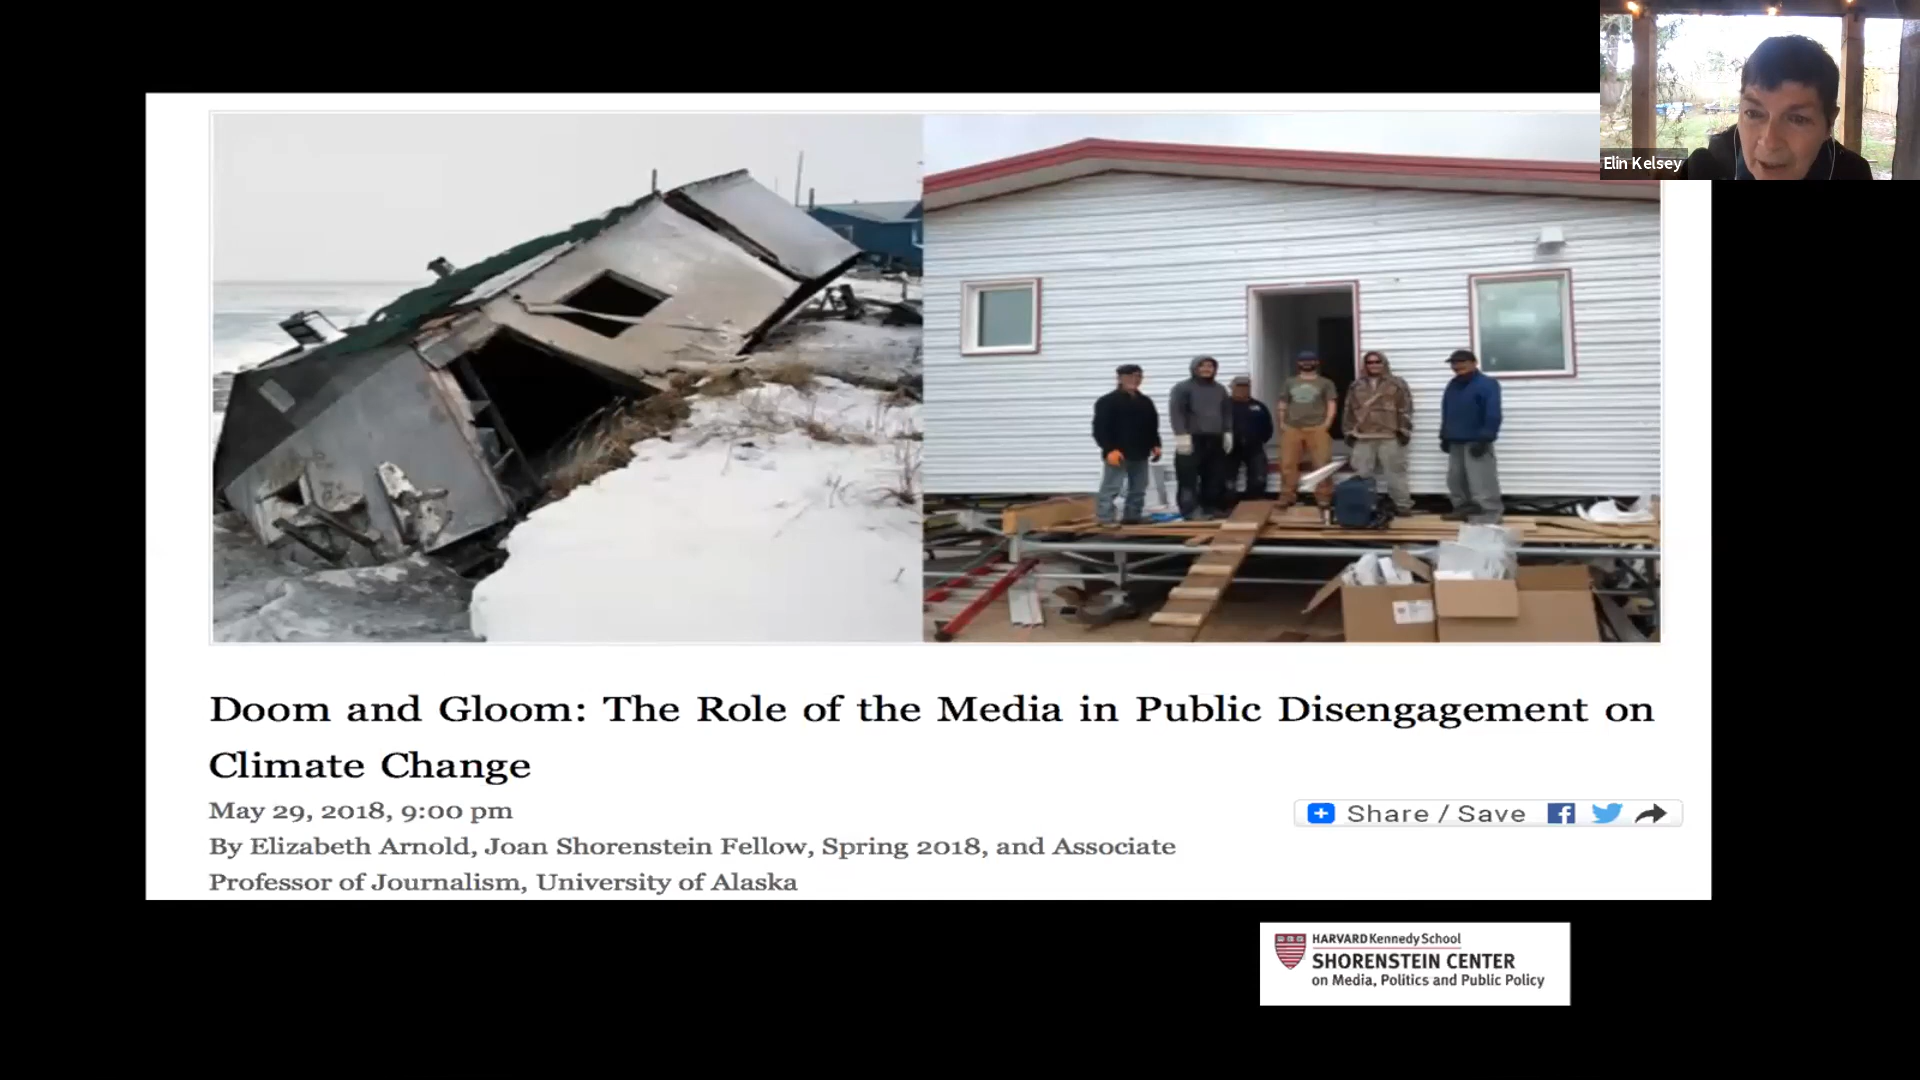 Elin Kelsey
Doom and Gloom: The Role of the Media in Public Disengagement on
Climate Change
May 29, 2018, 9:00 pm
Share / Save
By Elizabeth Arnold, Joan Shorenstein Fellow, Spring 2018, and Associate
Professor of Journalism, University of Alaska
HARVARD Kennedy School
SHORENSTEIN CENTER
on Media, Politics and Public Policy